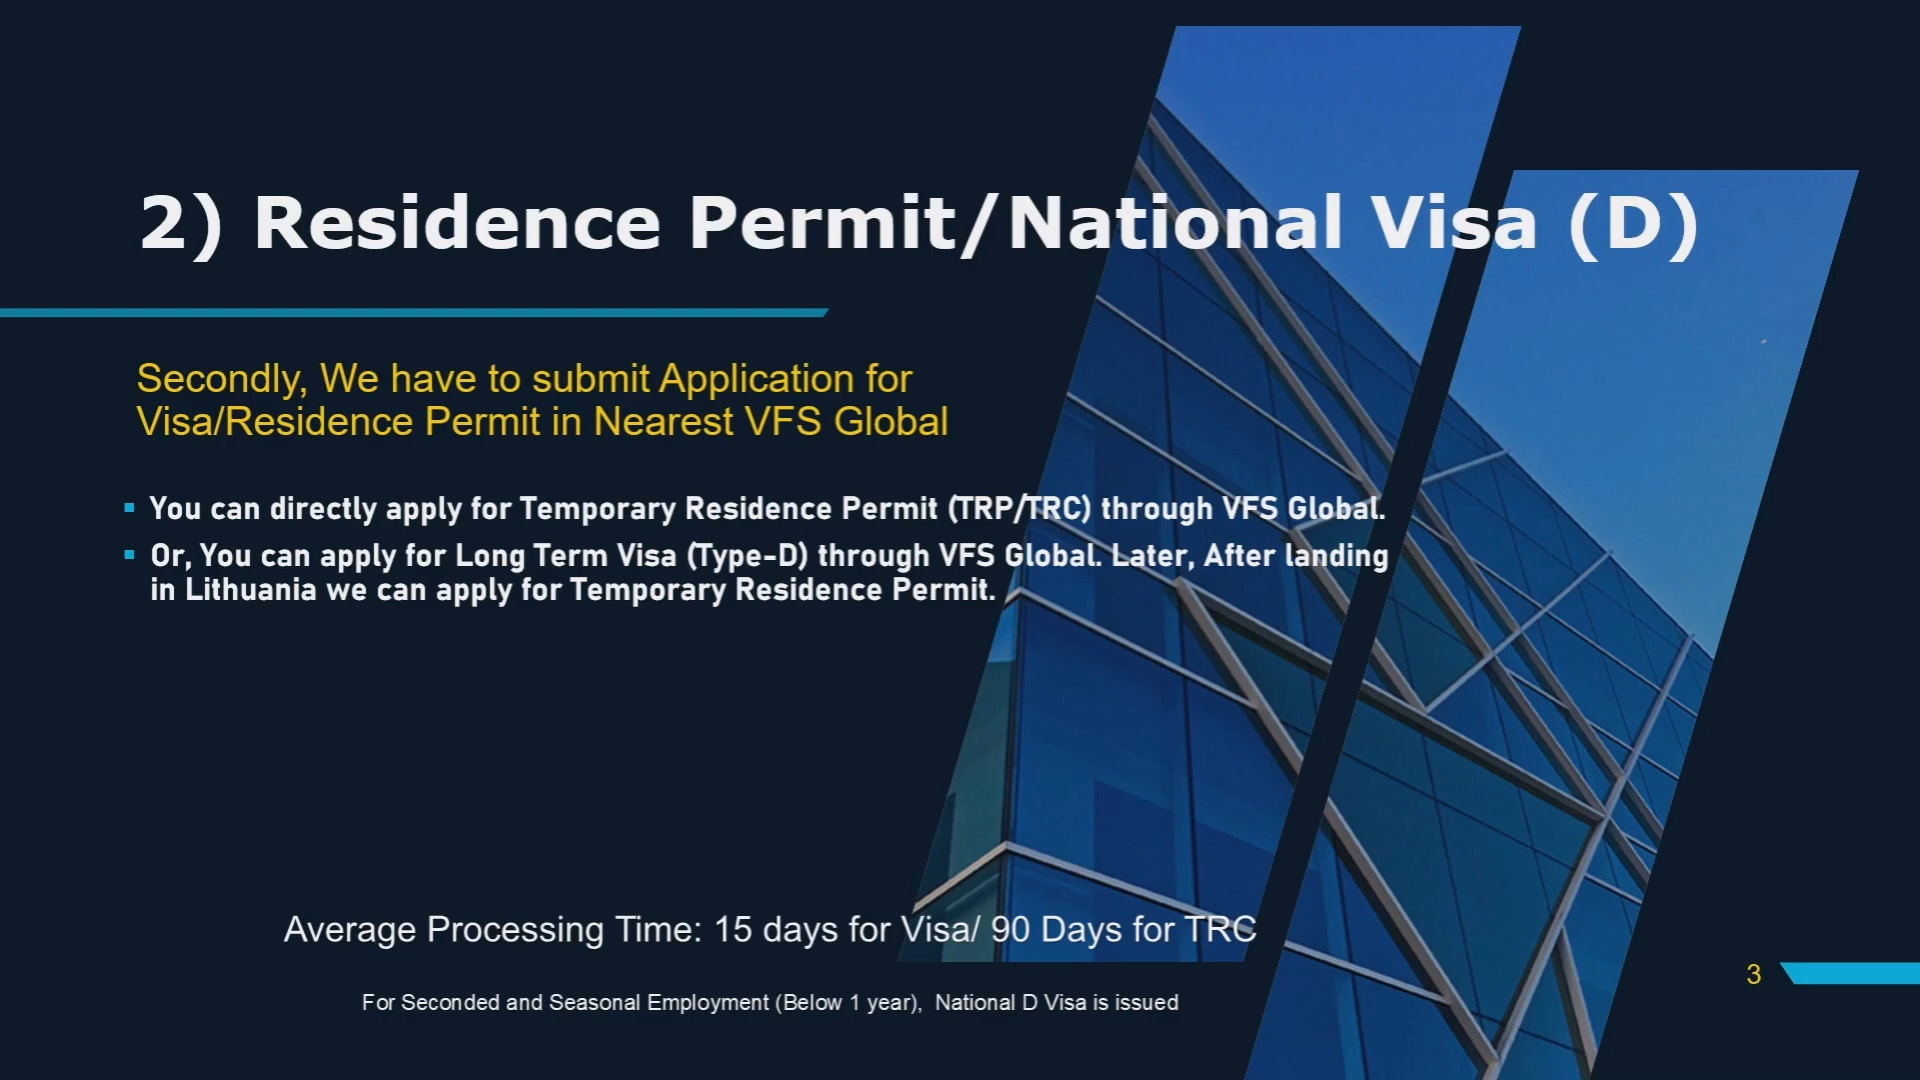 2) Residence Permit/National Visa (D)
Secondly, We have to submit Application for
Visa/Residence Permit in Nearest VFS Global
▪ You can directly apply for Temporary Residence Permit (TRP/TRC) through VFS Global.
▪ Or, You can apply for Long Term Visa (Type-D) through VFS Global. Later, After landing
in Lithuania we can apply for Temporary Residence Permit.
Average Processing Time: 15 days for Visa/ 90 Days for TRC
For Seconded and Seasonal Employment (Below 1 year), National D Visa is issued
3